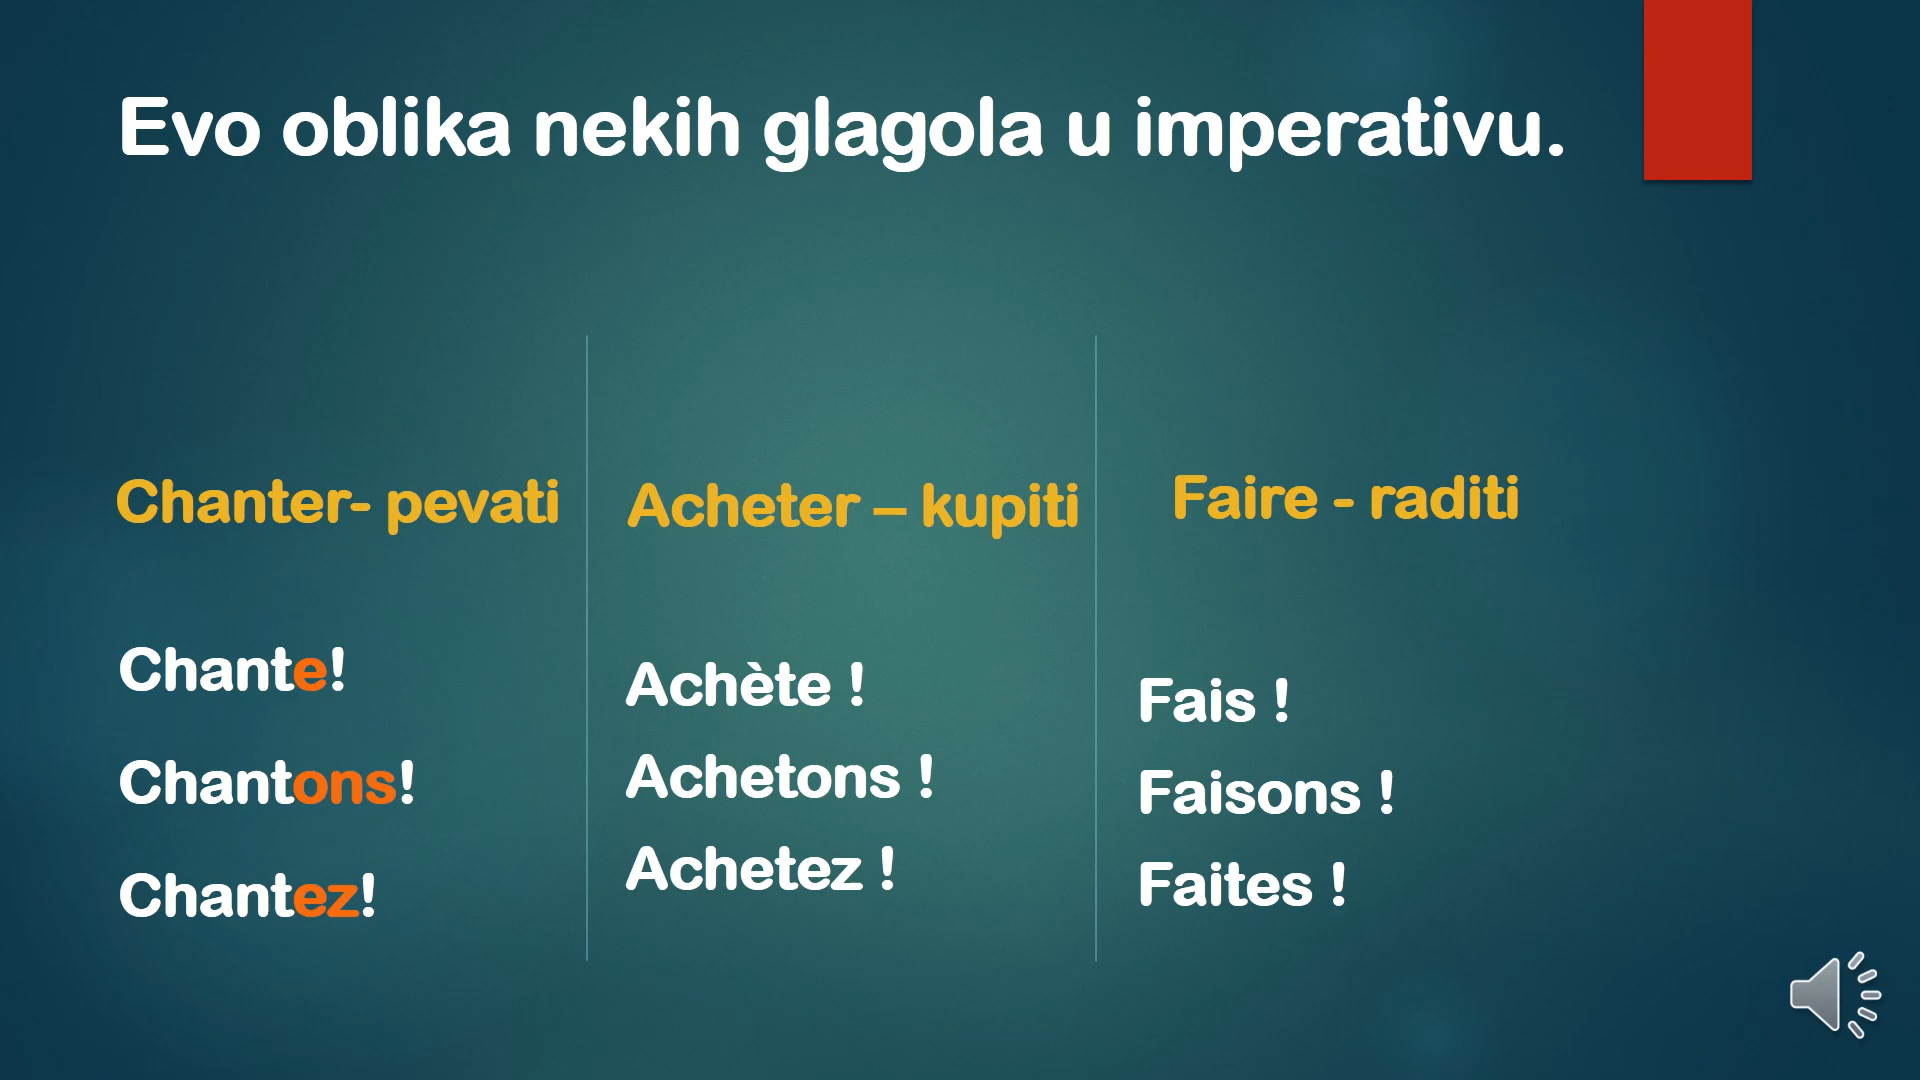 Evo oblika nekih glagola u imperativu.
Chanter- pevati
Chante!
Chantons!
Chantez!
Acheter – kupiti
Achète !
Achetons !
Achetez !
Faire - raditi
Fais !
Faisons !
Faites !